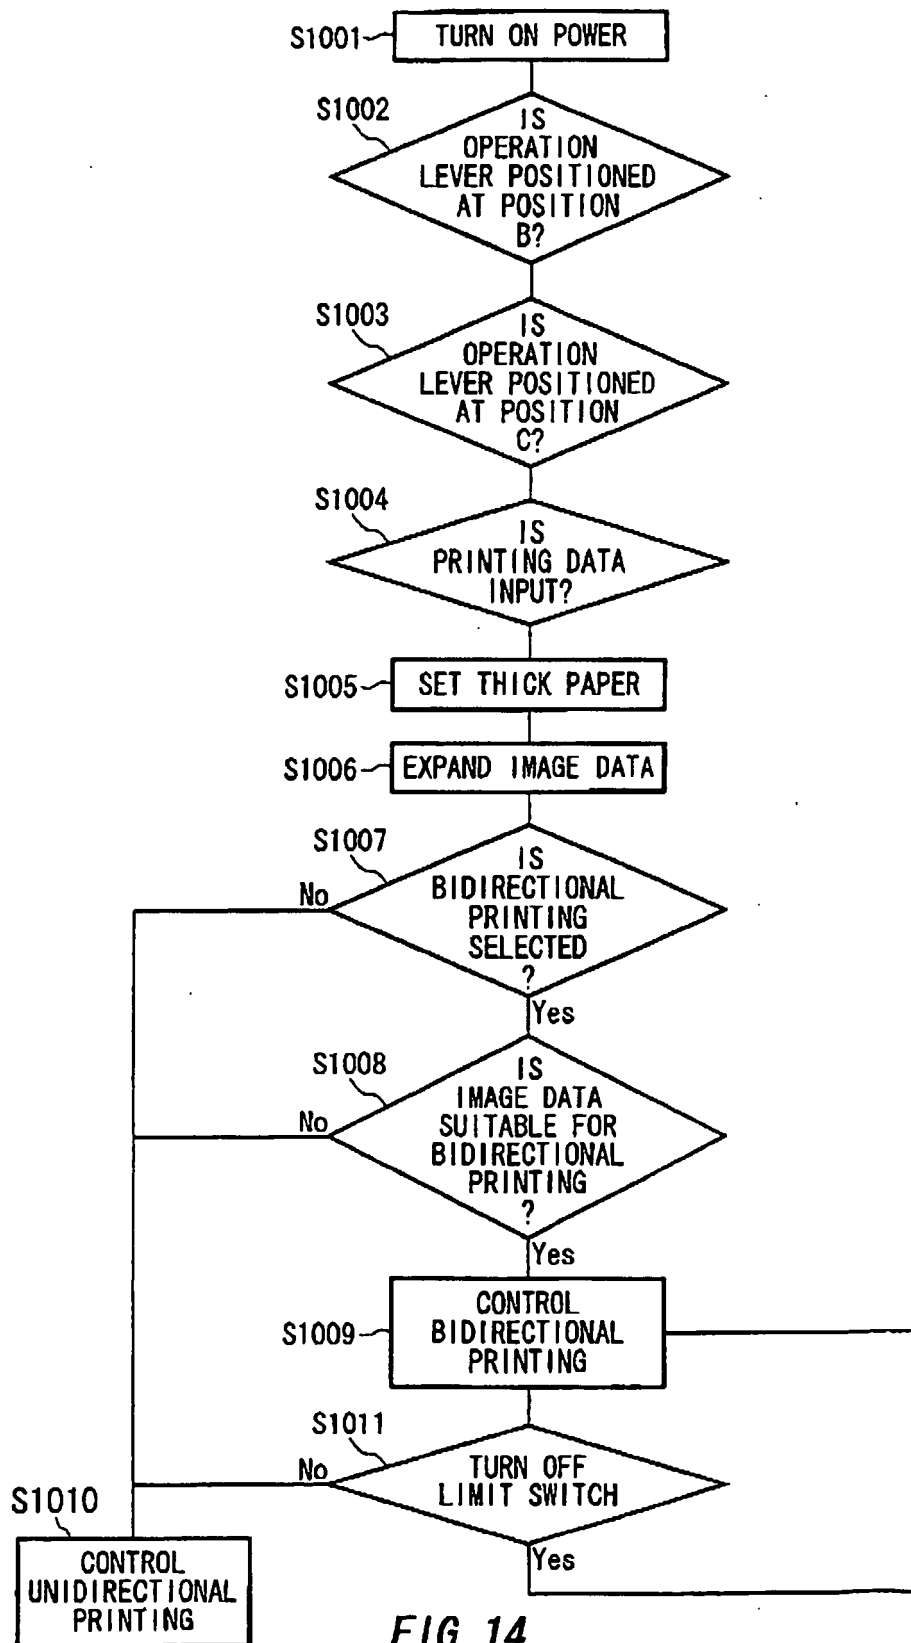 S1001
TURN ON POWER
S1002
IS
OPERATION
LEVER POSITIONED
AT POSITION
B?
S1003
IS
OPERATION
LEVER POSITIONED
AT POSITION
C?
S1004
IS
PRINTING DATA
INPUT?
S1005
SET THICK PAPER
S1006
EXPAND IMAGE DATA
S1007
No
IS
BIDIRECTIONAL
PRINTING
SELECTED
?
Yes
S1008
No
IS
IMAGE DATA
SUITABLE FOR
BIDIRECTIONAL
PRINTING
?
Yes
S1009
CONTROL
BIDIRECTIONAL
PRINTING
S1011
No
TURN OFF
LIMIT SWITCH
Yes
S1010
CONTROL
UNIDIRECTIONAL
PRINTING
FIG 14